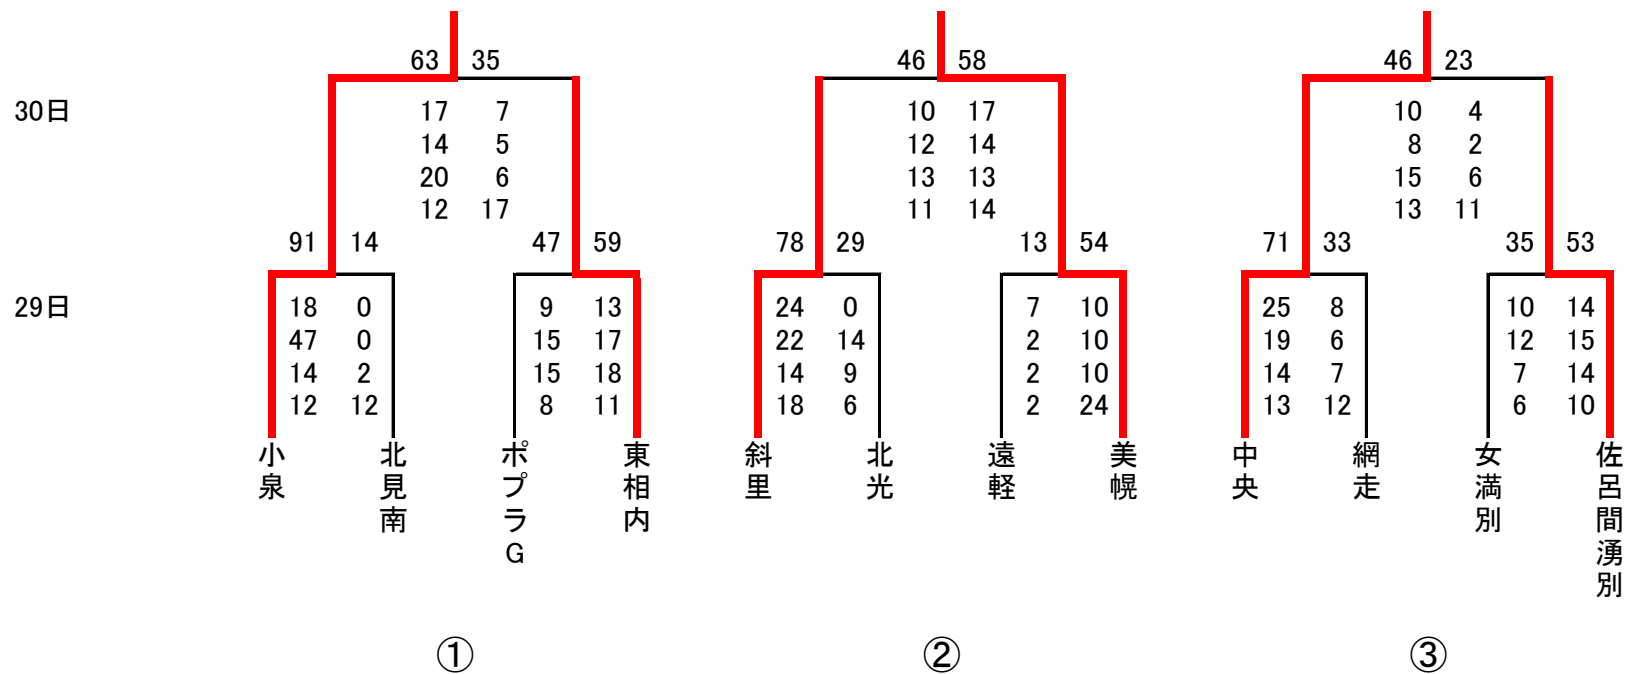 63 35 46 58 46 23
30日 17 7 10 17 10 4
14 5 12 14 8 2
20 6 13 13 15 6
12 17 11 14 13 11
91 14 47 59 78 29 13 54 71 33 35 53
29日 18 0 9 13 24 0 7 10 25 8 10 14
47 0 15 17 22 14 2 10 19 6 12 15
14 2 15 18 14 9 2 10 14 7 7 14
12 12 8 11 18 6 2 24 13 12 6 10
小泉
北見南
ポプラG
東相内
斜里
北光
遠軽
美幌
中央
網走
女満別
佐呂間湧別
① ② ③